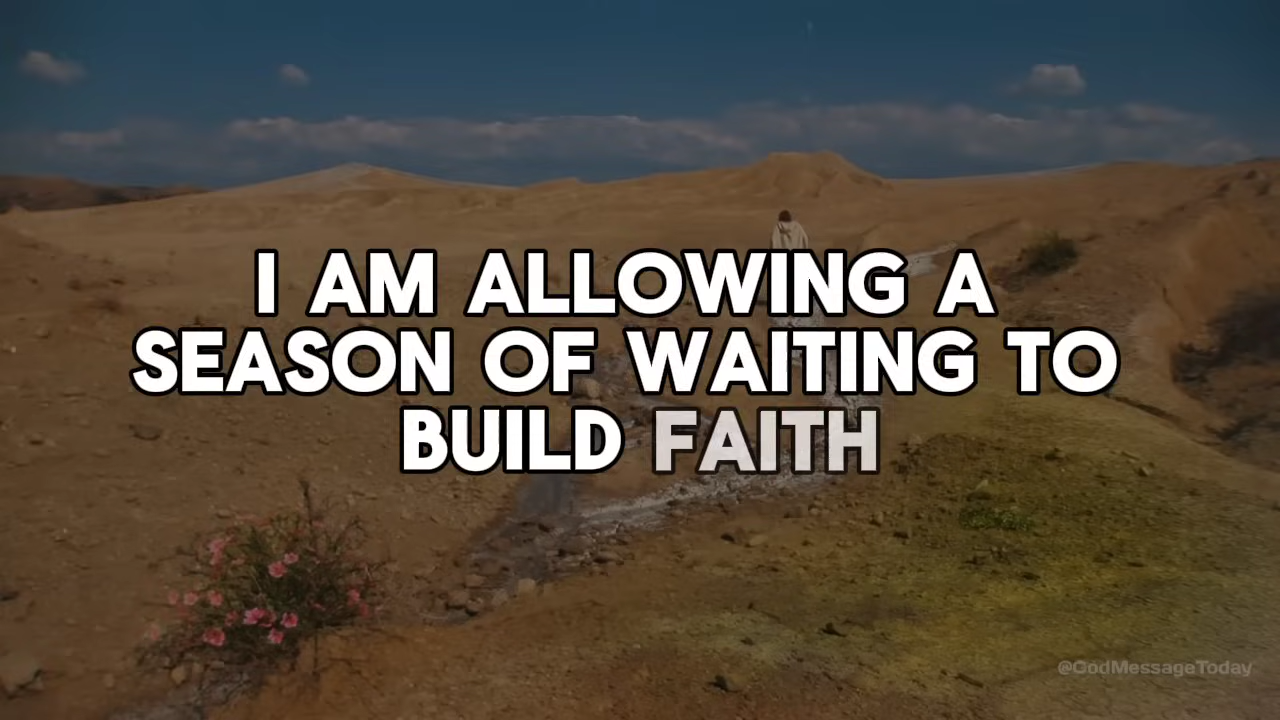 I AM ALLOWING A
SEASON OF WAITING TO
BUILD FAITH
@GodMessageToday